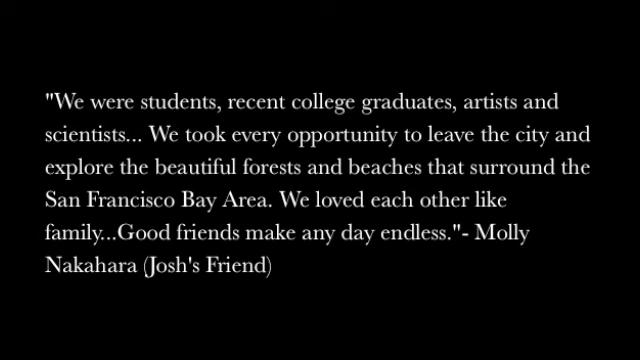 "We were students, recent college graduates, artists and
scientists... We took every opportunity to leave the city and
explore the beautiful forests and beaches that surround the
San Francisco Bay Area. We loved each other like
family...Good friends make any day endless."- Molly
Nakahara (Josh's Friend)